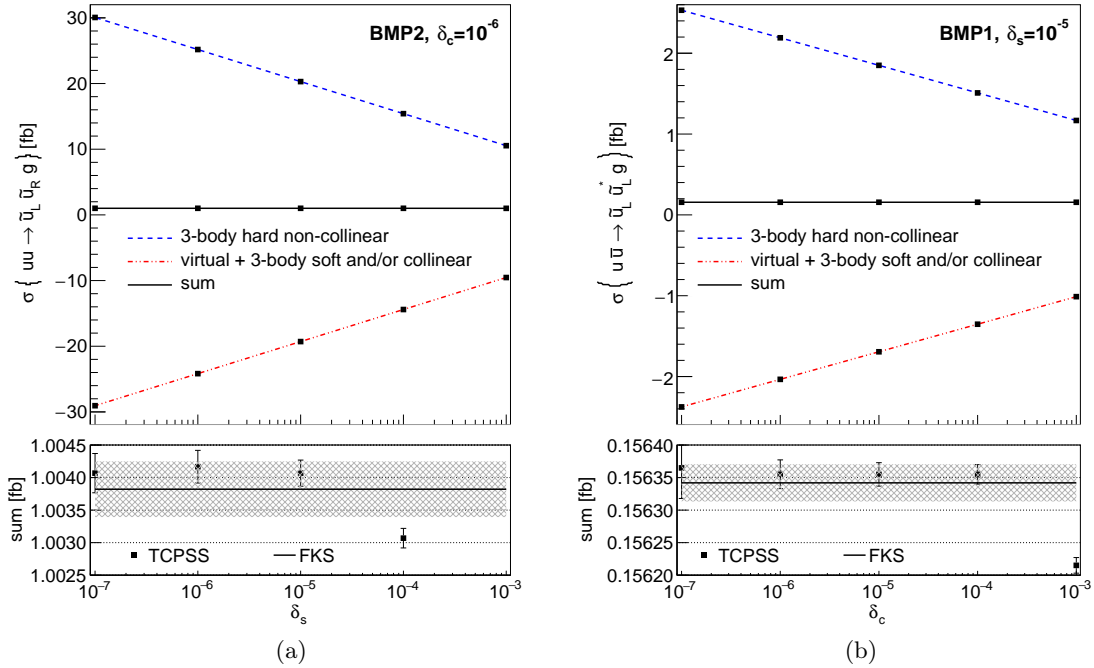 BMP2, δc=10⁻⁶
σ { uu → ũL ũR g} [fb]
30
20
10
0
−10
−20
−30
3-body hard non-collinear
virtual + 3-body soft and/or collinear
sum
sum [fb]
1.0045
1.0040
1.0035
1.0030
1.0025
TCPSS
FKS
10⁻⁷ 10⁻⁶ 10⁻⁵ 10⁻⁴ 10⁻³
δs
(a)
BMP1, δs=10⁻⁵
σ { u ū → ũL ũL* g} [fb]
2
1
0
−1
−2
3-body hard non-collinear
virtual + 3-body soft and/or collinear
sum
sum [fb]
0.15640
0.15635
0.15630
0.15625
0.15620
TCPSS
FKS
10⁻⁷ 10⁻⁶ 10⁻⁵ 10⁻⁴ 10⁻³
δc
(b)